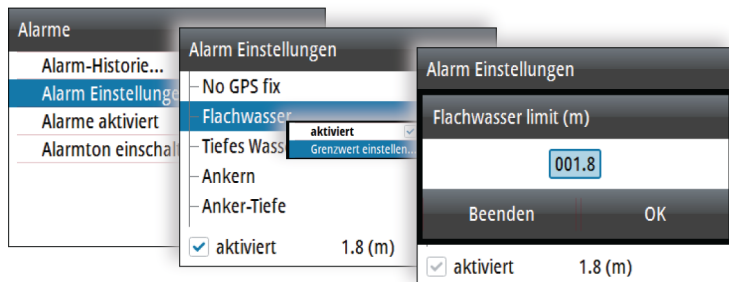 Alarme
Alarm-Historie...
Alarm Einstellunge
Alarme aktiviert
Alarmton einschal
Alarm Einstellungen
No GPS fix
Flachwasser
aktiviert
Grenzwert einstellen...
Tiefes Wass
Ankern
Anker-Tiefe
aktiviert 1.8 (m)
Alarm Einstellungen
Flachwasser limit (m)
001.8
Beenden OK
aktiviert 1.8 (m)